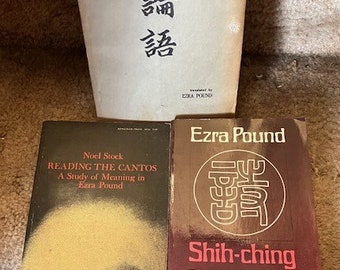 論
語
translated by
EZRA POUND
Noel Stock
READING THE CANTOS
A Study of Meaning in
Ezra Pound
Ezra Pound
詩
Shih-ching